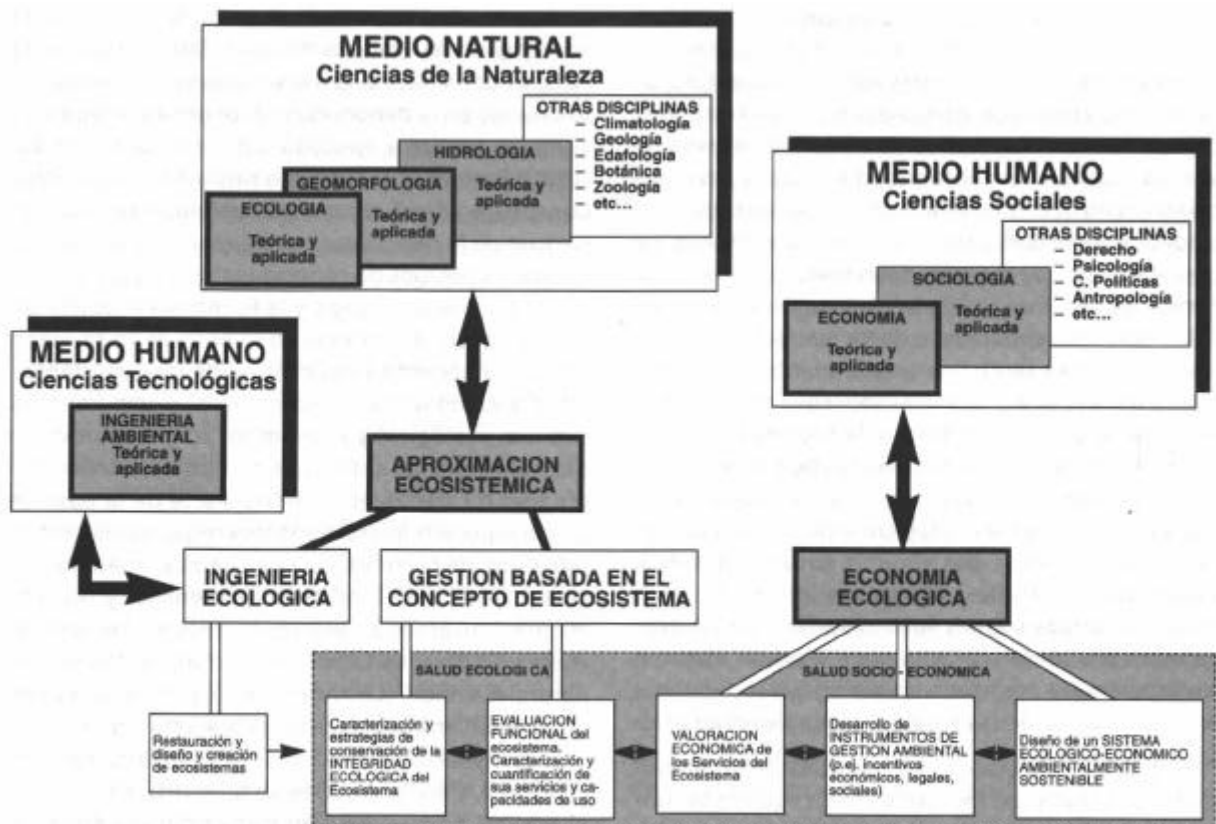 MEDIO NATURAL
Ciencias de la Naturaleza
OTRAS DISCIPLINAS
– Climatología
– Geología
– Edafología
– Botánica
– Zoología
– etc...
HIDROLOGIA
Teórica y
aplicada
GEOMORFOLOGIA
Teórica y
aplicada
ECOLOGIA
Teórica y
aplicada
MEDIO HUMANO
Ciencias Sociales
OTRAS DISCIPLINAS
– Derecho
– Psicología
– C. Políticas
– Antropología
– etc...
SOCIOLOGIA
Teórica y
aplicada
ECONOMIA
Teórica y
aplicada
MEDIO HUMANO
Ciencias Tecnológicas
INGENIERIA
AMBIENTAL
Teórica y
aplicada
APROXIMACION
ECOSISTEMICA
INGENIERIA
ECOLOGICA
GESTION BASADA EN EL
CONCEPTO DE ECOSISTEMA
ECONOMIA
ECOLOGICA
SALUD ECOLOGICA
SALUD SOCIO - ECONOMICA
Restauración y
diseño y creación
de ecosistemas
Caracterización y
estrategias de
conservación de la
INTEGRIDAD
ECOLOGICA del
Ecosistema
EVALUACION
FUNCIONAL del
ecosistema.
Caracterización y
cuantificación de
sus servicios y ca-
pacidades de uso
VALORACION
ECONOMICA de
los Servicios del
Ecosistema
Desarrollo de
INSTRUMENTOS DE
GESTION AMBIENTAL
(p.ej. incentivos
económicos, legales,
sociales)
Diseño de un SISTEMA
ECOLOGICO-ECONOMICO
AMBIENTALMENTE
SOSTENIBLE